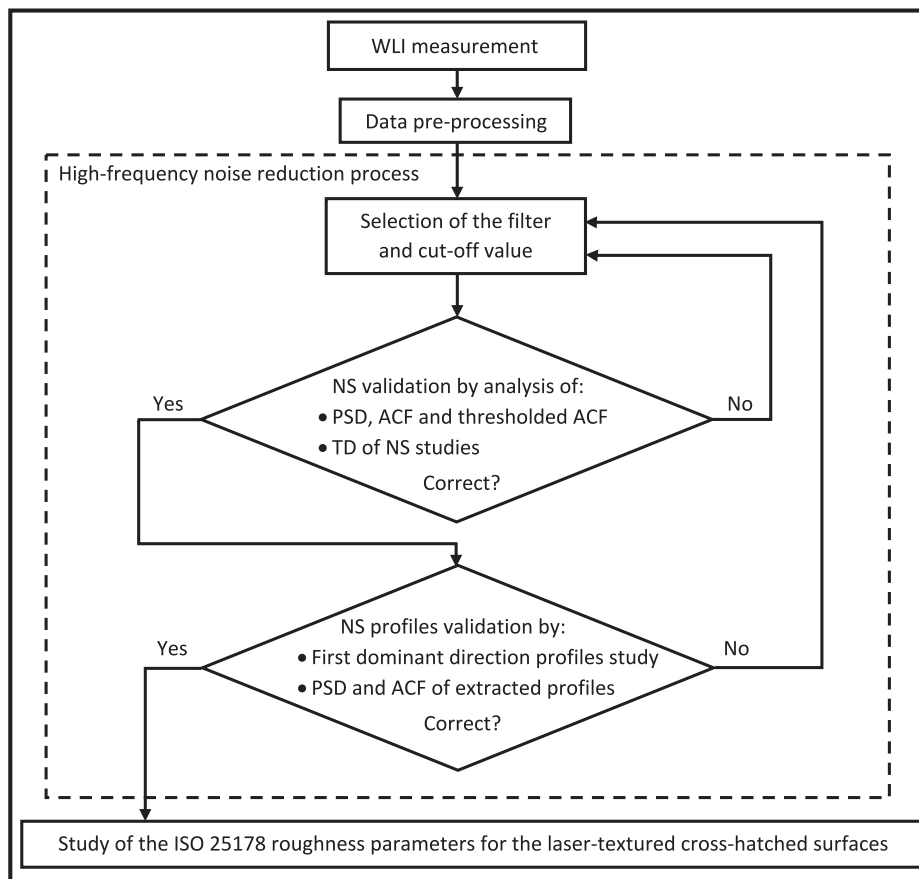 WLI measurement
Data pre-processing
High-frequency noise reduction process
Selection of the filter
and cut-off value
NS validation by analysis of:
Yes
No
• PSD, ACF and thresholded ACF
• TD of NS studies
Correct?
NS profiles validation by:
Yes
No
• First dominant direction profiles study
• PSD and ACF of extracted profiles
Correct?
Study of the ISO 25178 roughness parameters for the laser-textured cross-hatched surfaces